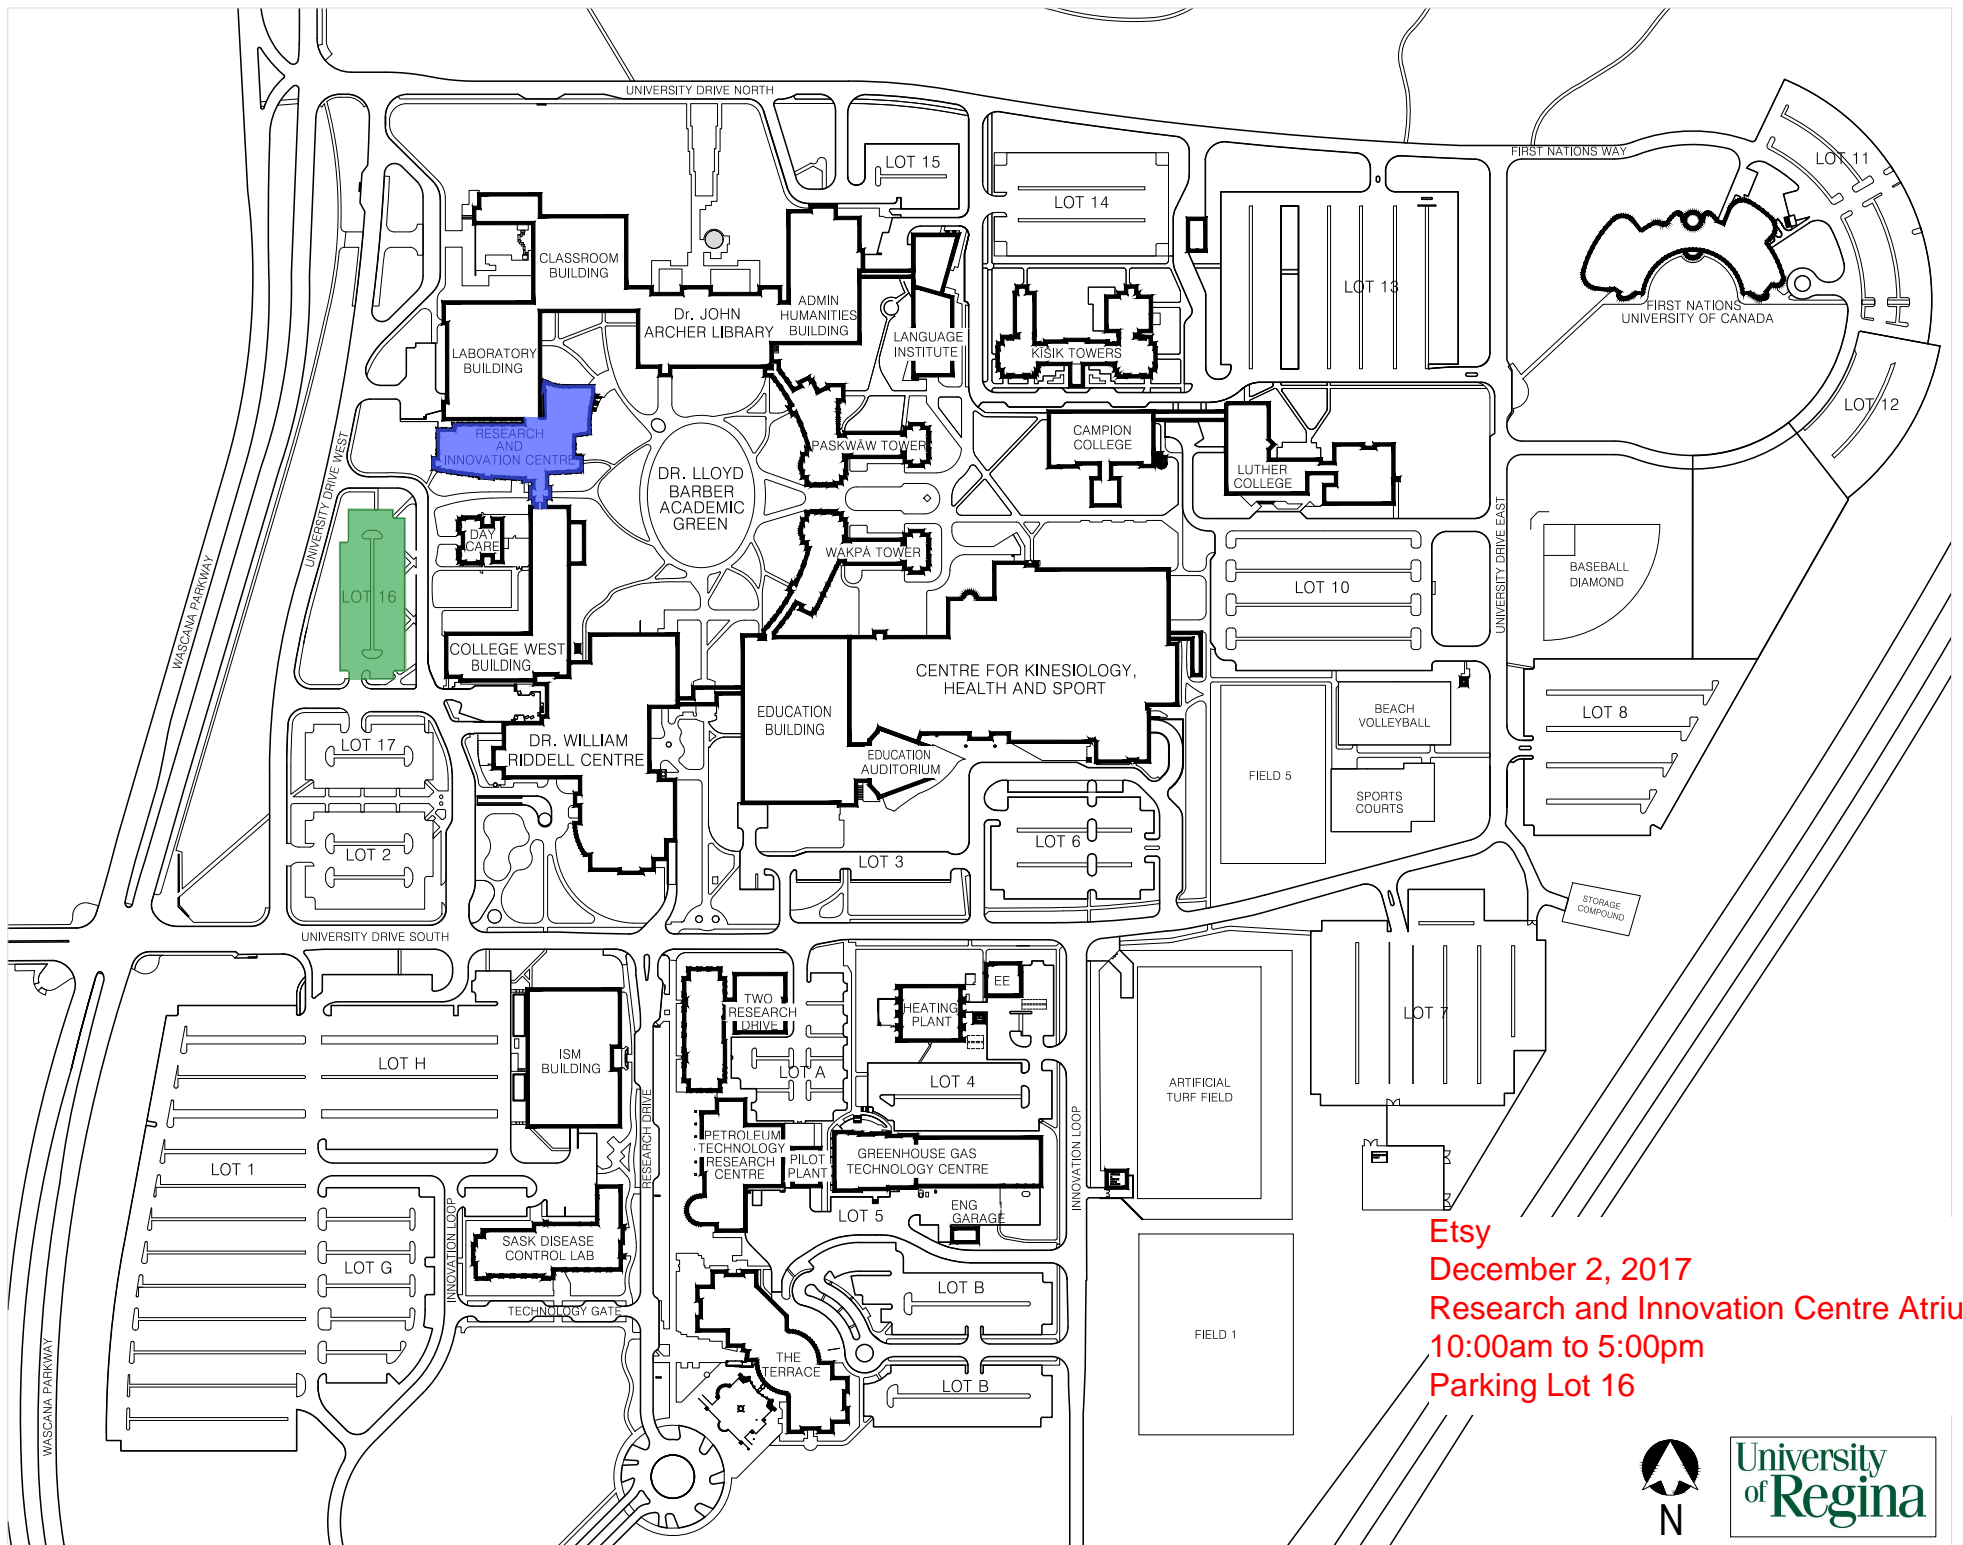 UNIVERSITY DRIVE NORTH
FIRST NATIONS WAY
LOT 11
LOT 15
LOT 14
CLASSROOM
BUILDING
LOT 13
ADMIN
HUMANITIES
BUILDING
Dr. JOHN
ARCHER LIBRARY
FIRST NATIONS
UNIVERSITY OF CANADA
LANGUAGE
INSTITUTE
KĪSIK TOWERS
LABORATORY
BUILDING
LOT 12
RESEARCH
AND
INNOVATION CENTRE
PASKWĀW TOWER
CAMPION
COLLEGE
LUTHER
COLLEGE
DR. LLOYD
BARBER
ACADEMIC
GREEN
UNIVERSITY DRIVE WEST
UNIVERSITY DRIVE EAST
WASCANA PARKWAY
DAY
CARE
WAKPĀ TOWER
BASEBALL
DIAMOND
LOT 10
LOT 16
COLLEGE WEST
BUILDING
CENTRE FOR KINESIOLOGY,
HEALTH AND SPORT
EDUCATION
BUILDING
BEACH
VOLLEYBALL
LOT 8
LOT 17
DR. WILLIAM
RIDDELL CENTRE
EDUCATION
AUDITORIUM
FIELD 5
SPORTS
COURTS
LOT 2
LOT 3
LOT 6
STORAGE
COMPOUND
UNIVERSITY DRIVE SOUTH
EE
TWO
RESEARCH
DRIVE
HEATING
PLANT
LOT 7
ISM
BUILDING
LOT H
LOT A
LOT 4
ARTIFICIAL
TURF FIELD
RESEARCH DRIVE
INNOVATION LOOP
PETROLEUM
TECHNOLOGY
RESEARCH
CENTRE
PILOT
PLANT
GREENHOUSE GAS
TECHNOLOGY CENTRE
LOT 1
LOT 5
ENG
GARAGE
INNOVATION LOOP
SASK DISEASE
CONTROL LAB
LOT G
LOT B
TECHNOLOGY GATE
FIELD 1
THE
TERRACE
LOT B
WASCANA PARKWAY
Etsy
December 2, 2017
Research and Innovation Centre Atriu
10:00am to 5:00pm
Parking Lot 16
N
University
of Regina